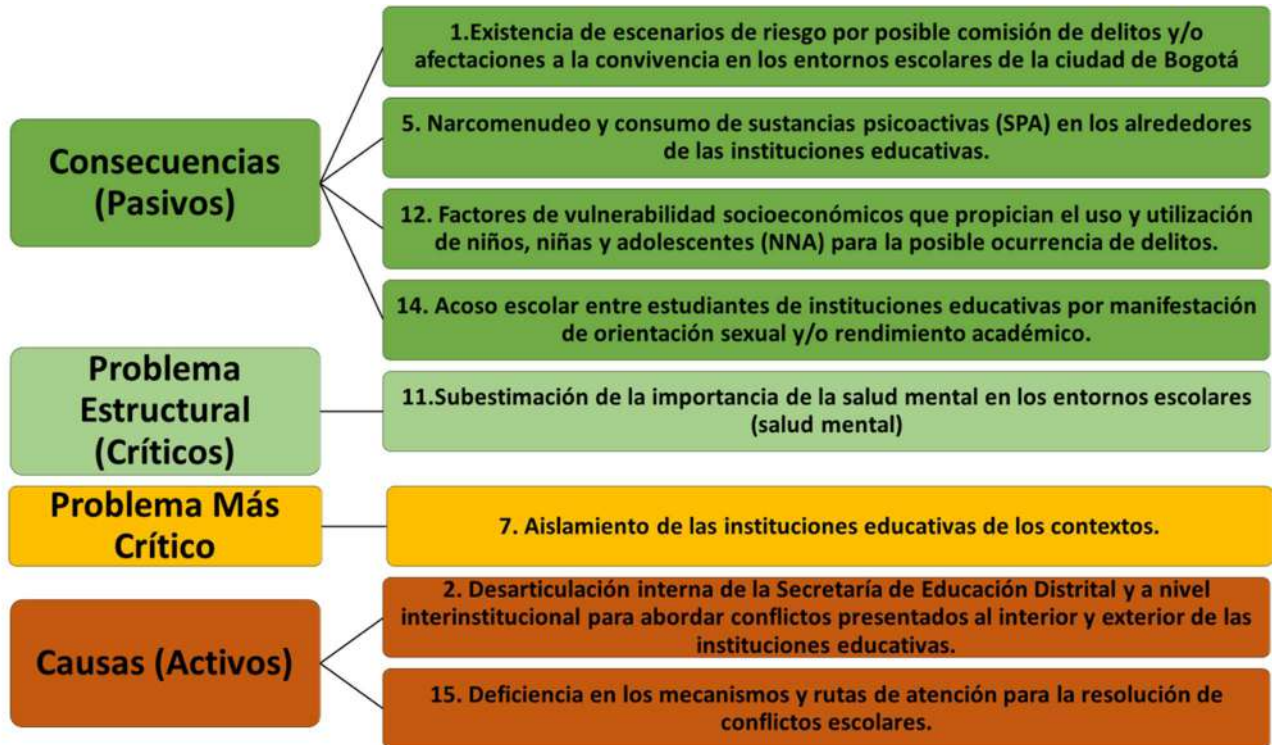 Consecuencias
(Pasivos)
1.Existencia de escenarios de riesgo por posible comisión de delitos y/o
afectaciones a la convivencia en los entornos escolares de la ciudad de Bogotá
5. Narcomenudeo y consumo de sustancias psicoactivas (SPA) en los alrededores
de las instituciones educativas.
12. Factores de vulnerabilidad socioeconómicos que propician el uso y utilización
de niños, niñas y adolescentes (NNA) para la posible ocurrencia de delitos.
14. Acoso escolar entre estudiantes de instituciones educativas por manifestación
de orientación sexual y/o rendimiento académico.
Problema
Estructural
(Críticos)
11.Subestimación de la importancia de la salud mental en los entornos escolares
(salud mental)
Problema Más
Crítico
7. Aislamiento de las instituciones educativas de los contextos.
Causas (Activos)
2. Desarticulación interna de la Secretaría de Educación Distrital y a nivel
interinstitucional para abordar conflictos presentados al interior y exterior de las
instituciones educativas.
15. Deficiencia en los mecanismos y rutas de atención para la resolución de
conflictos escolares.